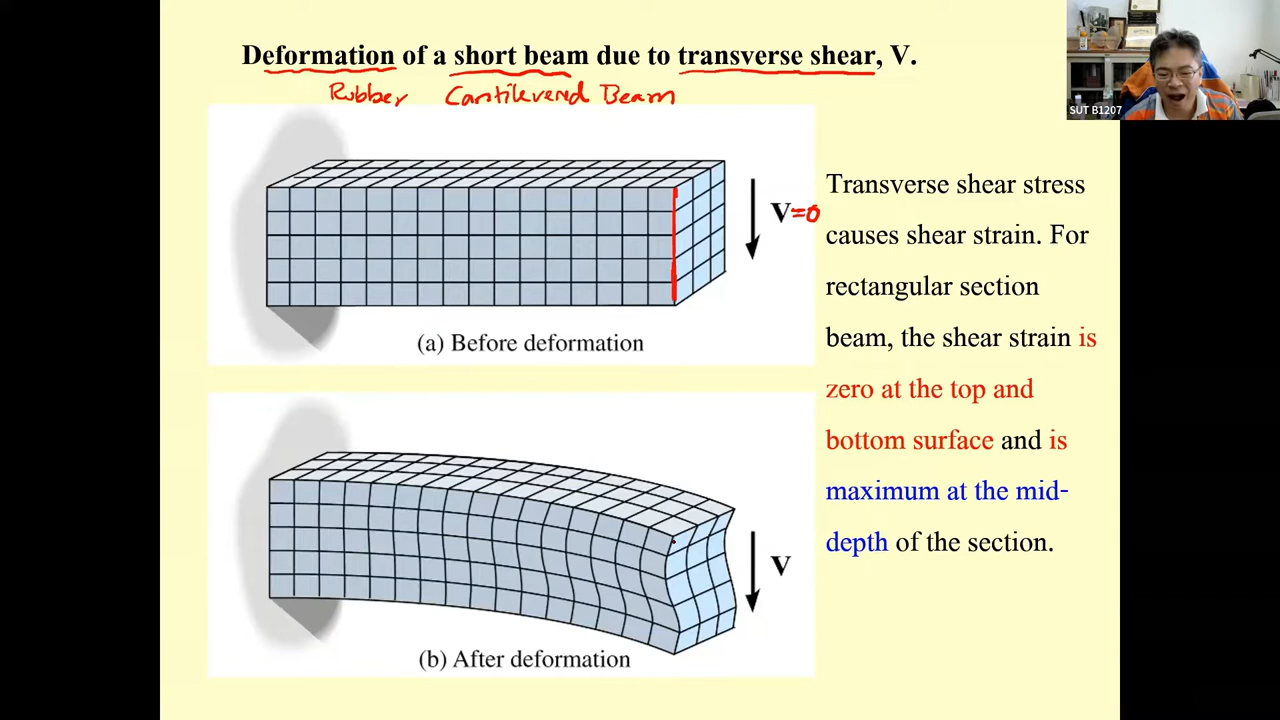 Deformation of a short beam due to transverse shear, V.
Rubber Cantilevered Beam
SUT B1207
V=0
(a) Before deformation
V
(b) After deformation
Transverse shear stress
causes shear strain. For
rectangular section
beam, the shear strain is
zero at the top and
bottom surface and is
maximum at the mid-
depth of the section.